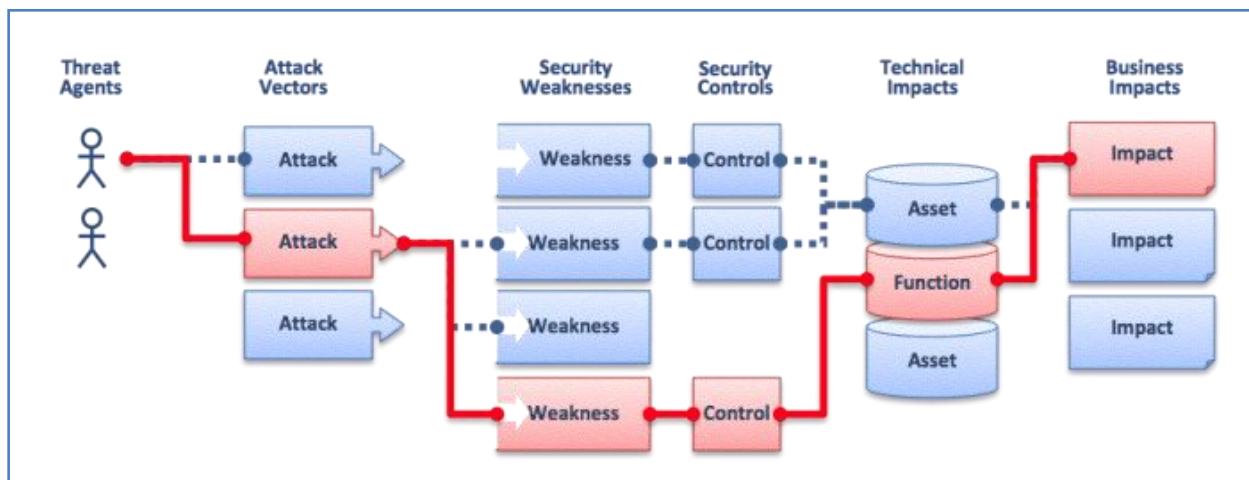 Threat
Agents
Attack
Vectors
Security
Weaknesses
Security
Controls
Technical
Impacts
Business
Impacts
Attack
Weakness
Control
Impact
Asset
Attack
Weakness
Control
Impact
Function
Attack
Weakness
Impact
Asset
Weakness
Control